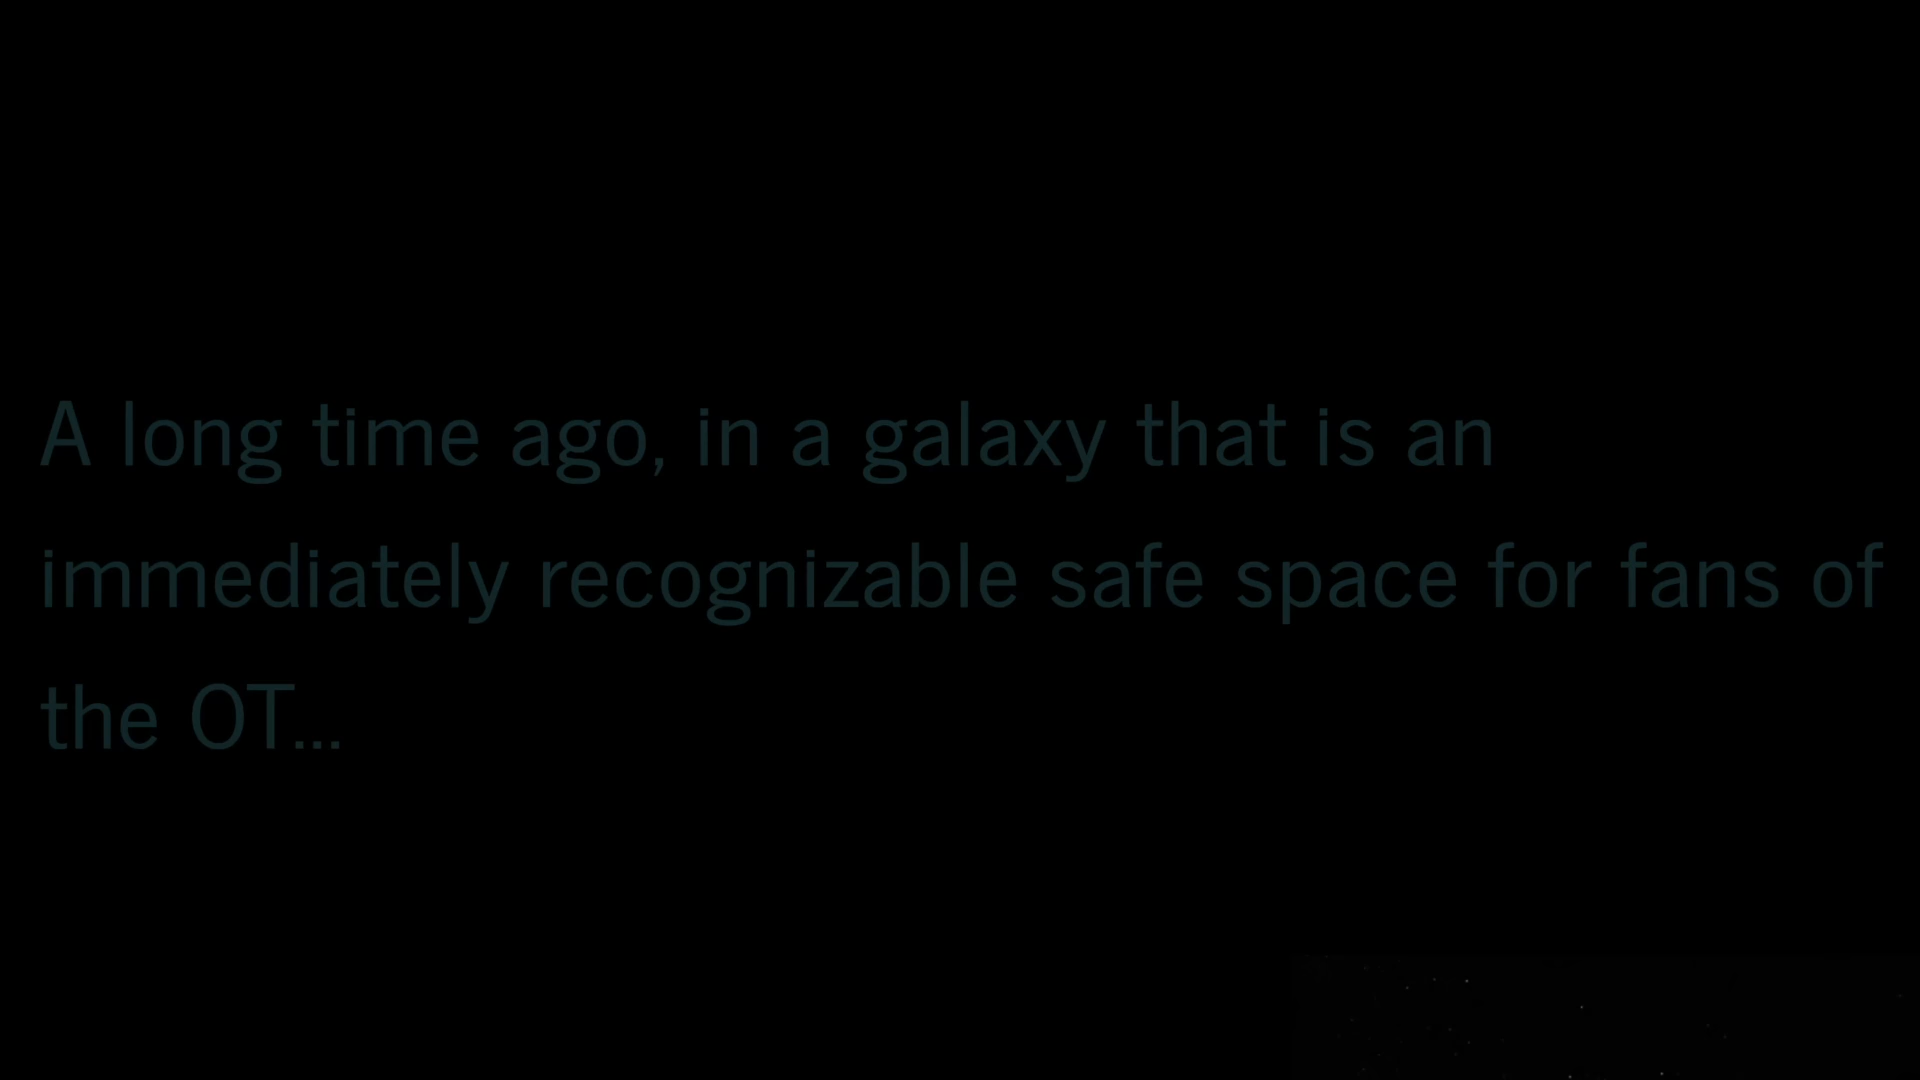 A long time ago, in a galaxy that is an
immediately recognizable safe space for fans of
the OT...